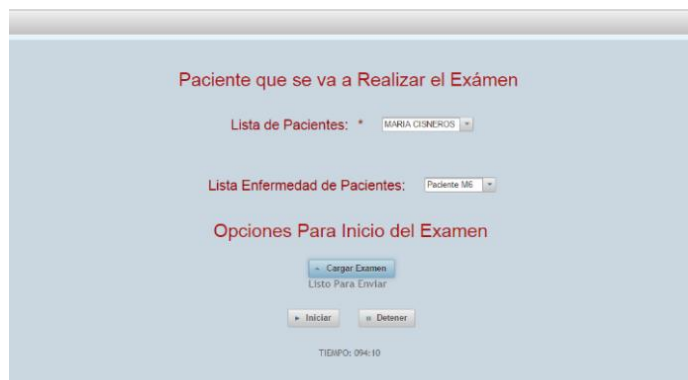 Paciente que se va a Realizar el Exámen
Lista de Pacientes: * MARIA CISNEROS
Lista Enfermedad de Pacientes: Paciente M6
Opciones Para Inicio del Examen
Cargar Examen
Listo Para Enviar
Iniciar Detener
TIEMPO: 094:10